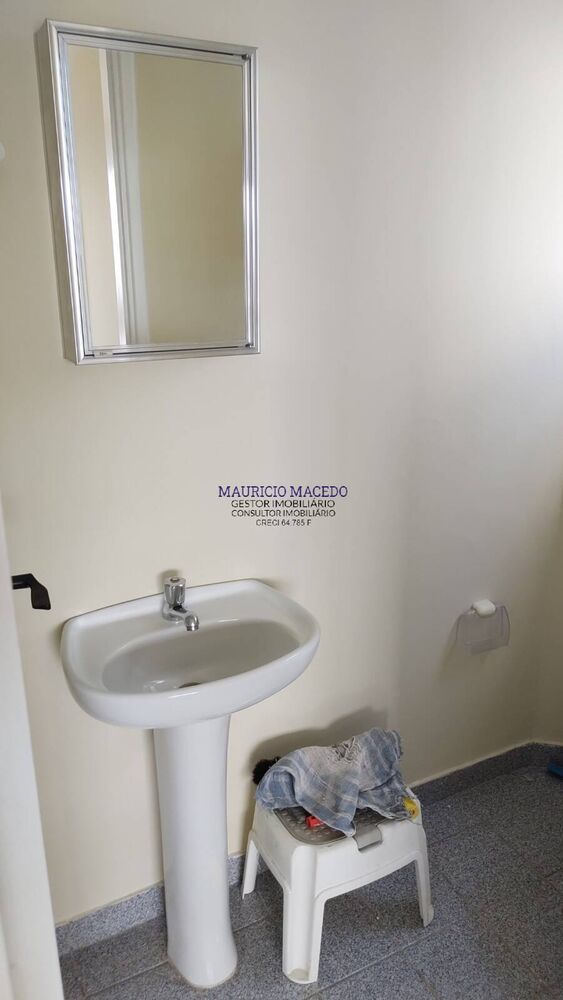 MAURICIO MACEDO
GESTOR IMOBILIÁRIO
CONSULTOR IMOBILIÁRIO
CRECI 64.785 F